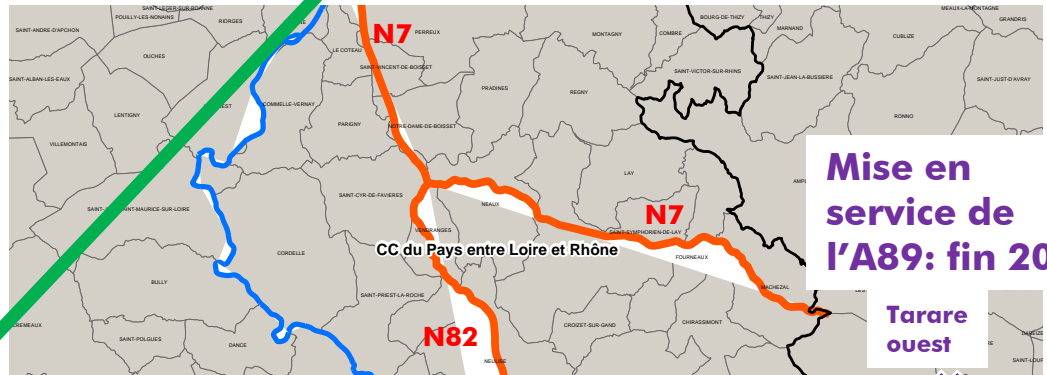 SAINT-LEGER-SUR-ROANNE
POUILLY-LES-NONAINS
RIORGES
BOURG-DE-THIZY
THIZY
MEAUX-LA-MONTAGNE
GRANDRIS
SAINT-ANDRE-D'APCHON
N7
PERREUX
MONTAGNY
COMBRE
MARNAND
CUBLIZE
OUCHES
LE COTEAU
SAINT-VINCENT-DE-BOISSET
SAINT-ALBAN-LES-EAUX
SAINT-VICTOR-SUR-RHINS
SAINT-JEAN-LA-BUSSIERE
SAINT-JUST-D'AVRAY
PRADINES
REGNY
COMMELLE-VERNAY
LENTIGNY
RONNO
PARIGNY
NOTRE-DAME-DE-BOISSET
VILLEMONTAIS
Mise en
service de
l'A89: fin 20
LAY
SAINT-CYR-DE-FAVIERES
NEAUX
SAINT-MAURICE-SUR-LOIRE
N7
VENDRANGES
SAINT-SYMPHORIEN-DE-LAY
CC du Pays entre Loire et Rhône
CORDELLE
FOURNEAUX
BULLY
MACHEZAL
SAINT-PRIEST-LA-ROCHE
Tarare
ouest
CREMEAUX
SAINT-POLGUES
DANCE
N82
CROIZET-SUR-GAND
CHIRASSIMONT
NEULISE